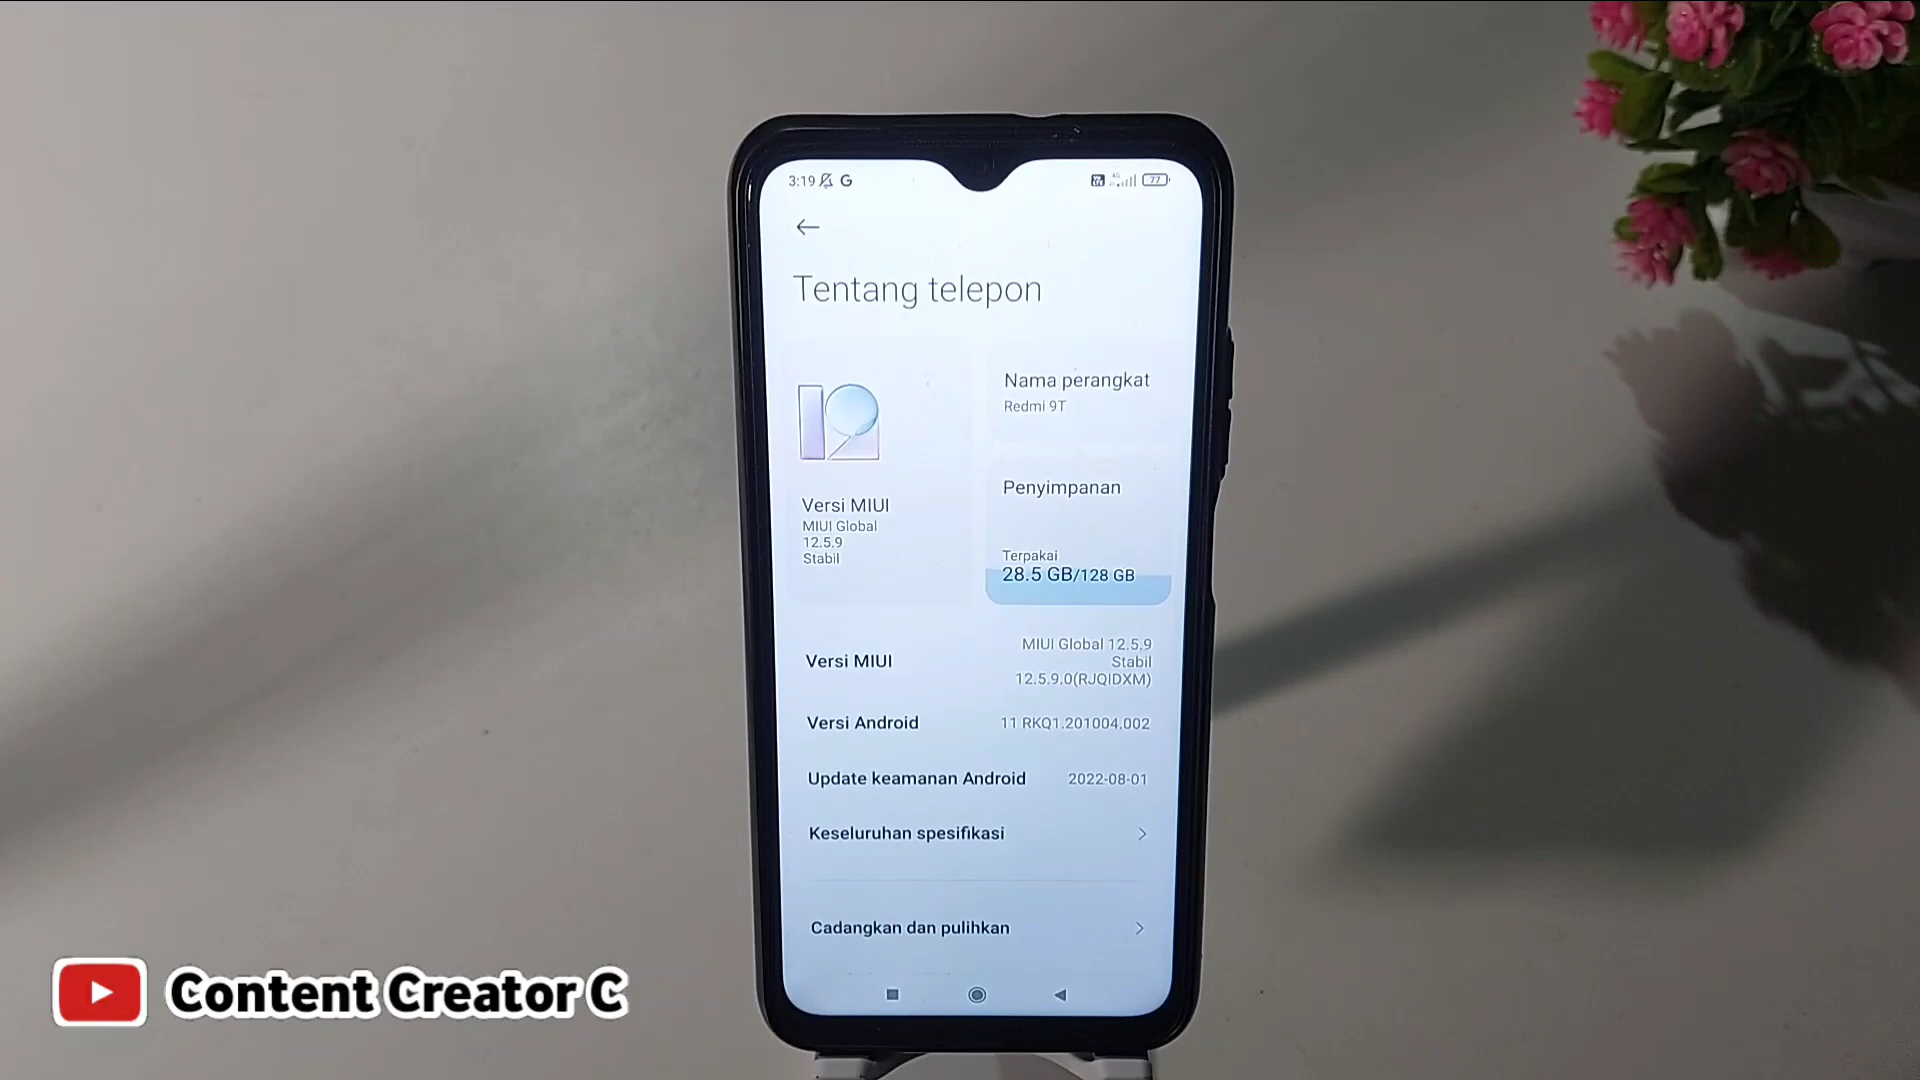 3:19 G
4G 77
Tentang telepon
Versi MIUI
MIUI Global
12.5.9
Stabil
Nama perangkat
Redmi 9T
Penyimpanan
Terpakai
28.5 GB/128 GB
Versi MIUI
MIUI Global 12.5.9
Stabil
12.5.9.0(RJQIDXM)
Versi Android 11 RKQ1.201004.002
Update keamanan Android 2022-08-01
Keseluruhan spesifikasi
Cadangkan dan pulihkan
Content Creator C